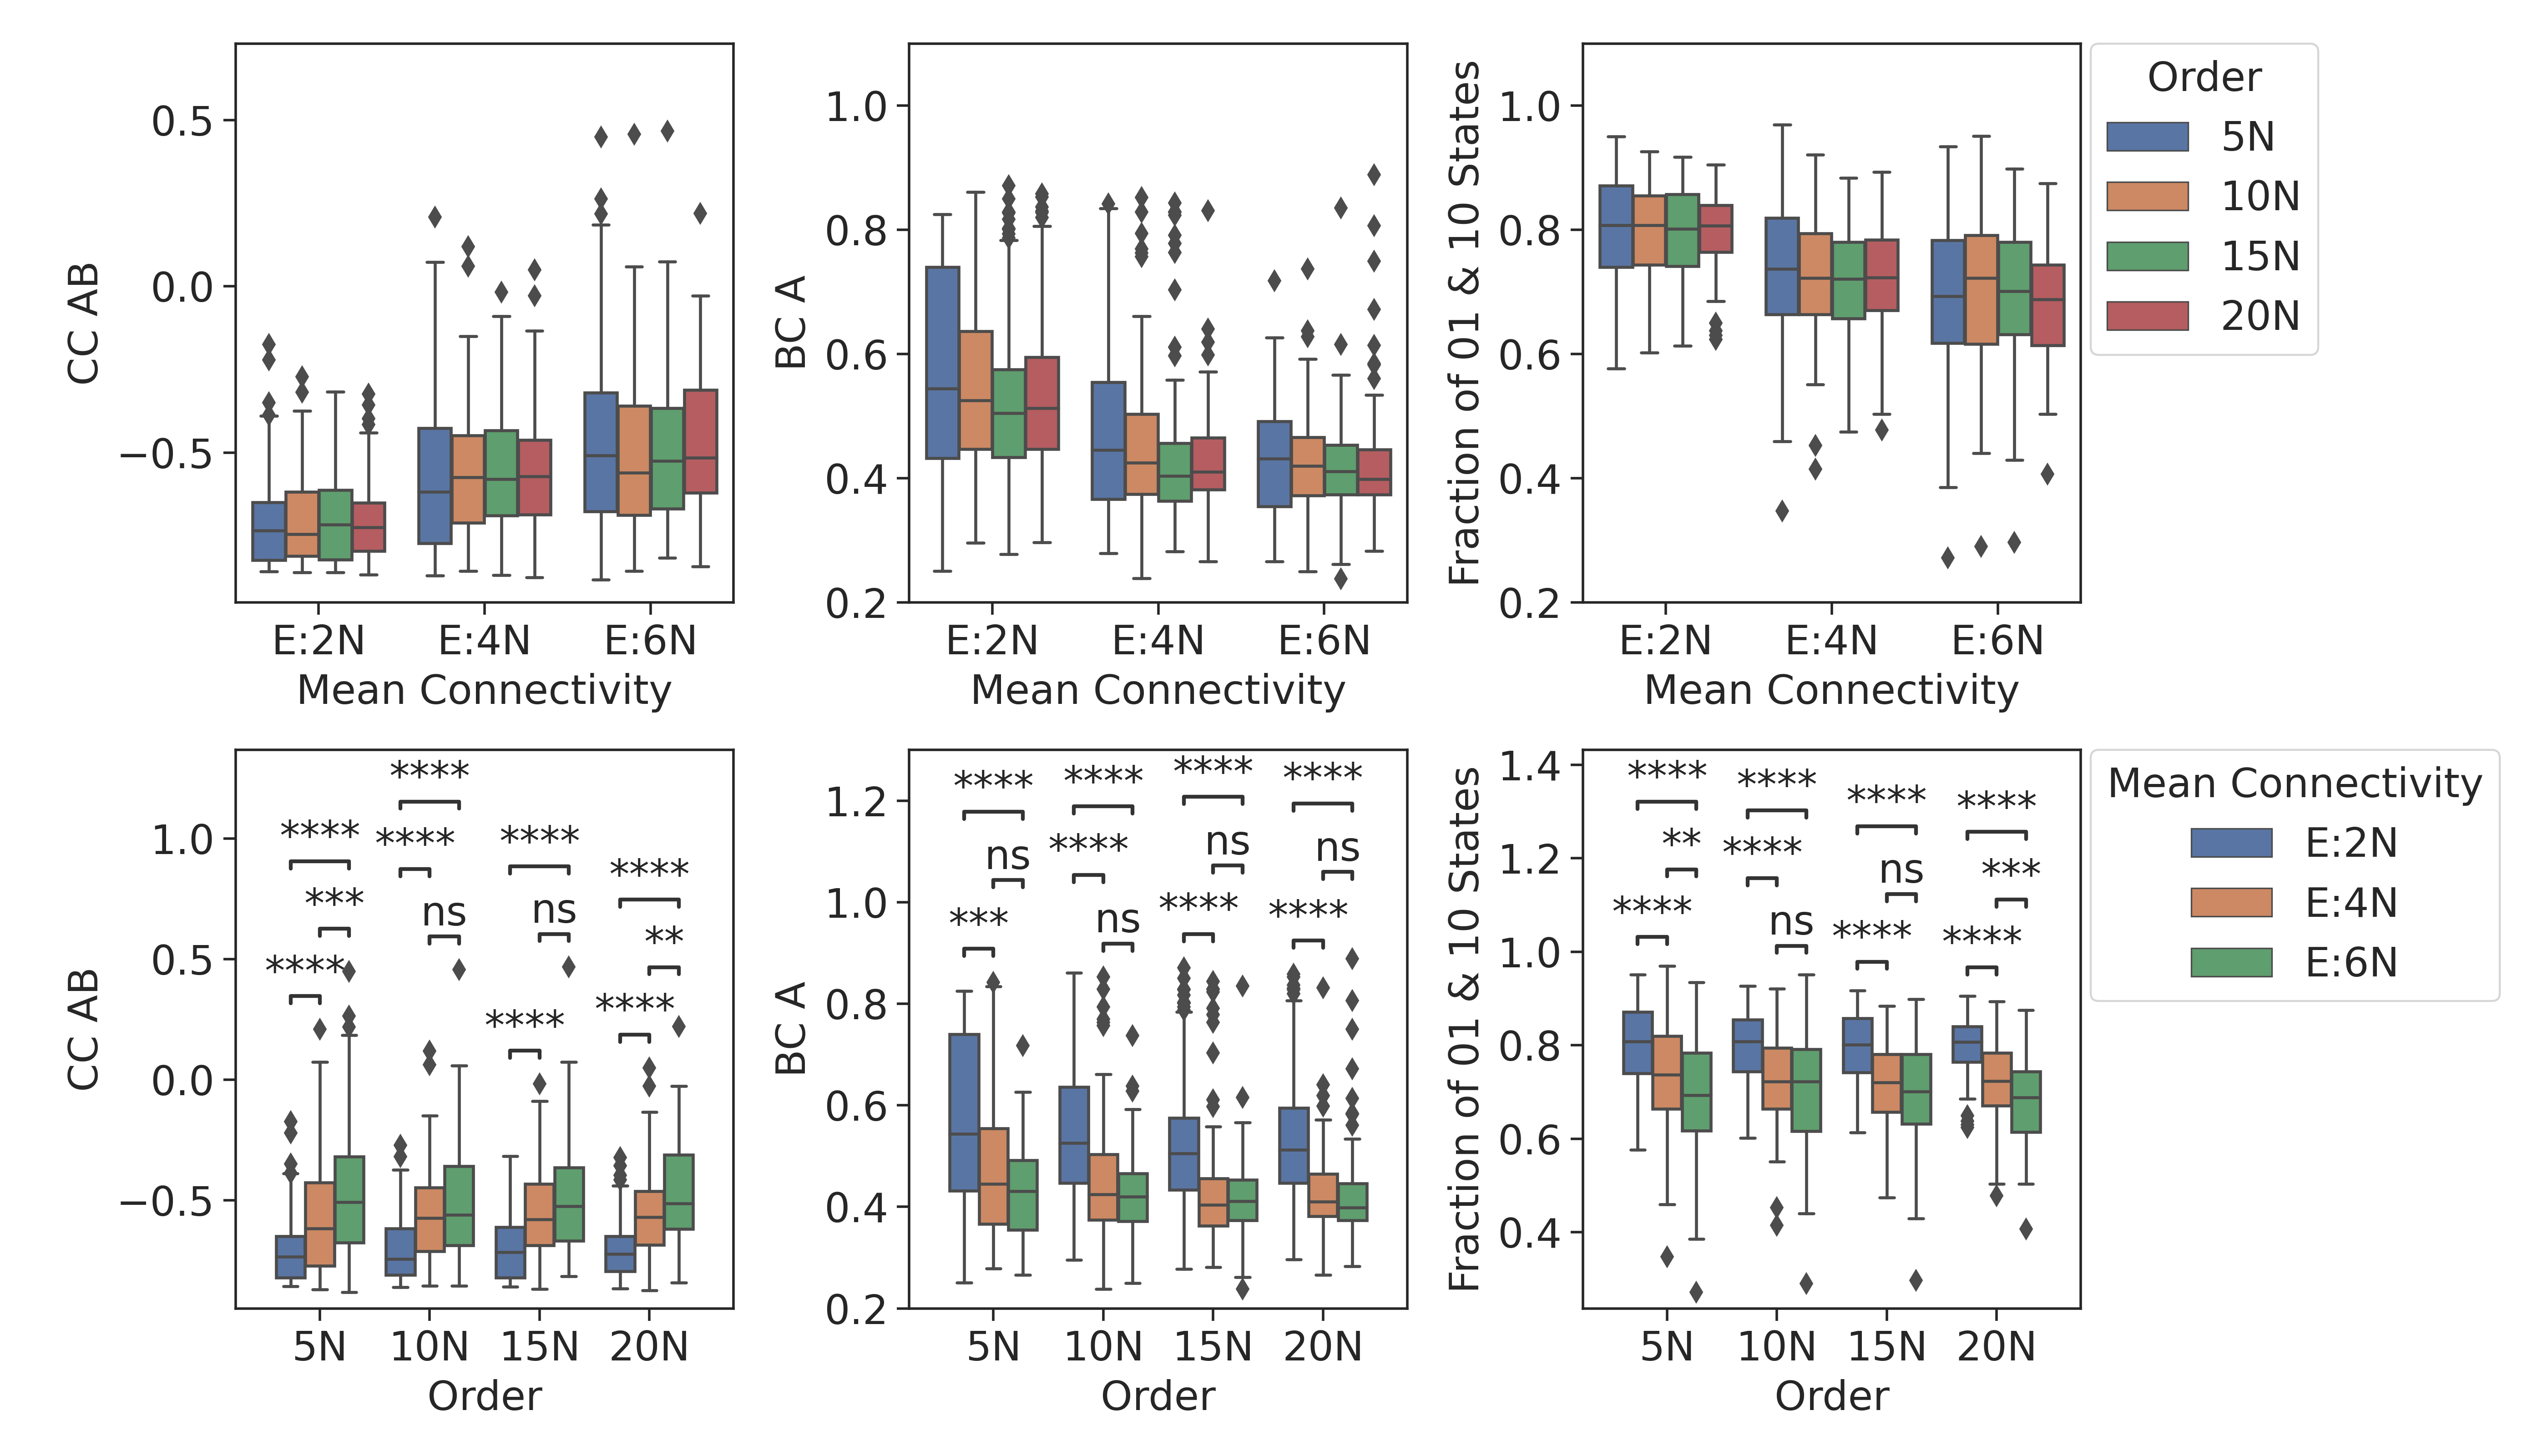 CC AB
0.5
0.0
−0.5
E:2N E:4N E:6N
Mean Connectivity
BC A
1.0
0.8
0.6
0.4
0.2
E:2N E:4N E:6N
Mean Connectivity
Fraction of 01 & 10 States
1.0
0.8
0.6
0.4
0.2
E:2N E:4N E:6N
Mean Connectivity
Order
5N
10N
15N
20N
CC AB
1.0
0.5
0.0
−0.5
****
**** **** ****
****
*** ns ns
**
****
****
****
5N 10N 15N 20N
Order
BC A
1.2
1.0
0.8
0.6
0.4
0.2
**** **** **** ****
ns **** ns ns
*** ns **** ****
5N 10N 15N 20N
Order
Fraction of 01 & 10 States
1.4
1.2
1.0
0.8
0.6
0.4
**** **** **** ****
** **** ns ***
**** ns **** ****
5N 10N 15N 20N
Order
Mean Connectivity
E:2N
E:4N
E:6N